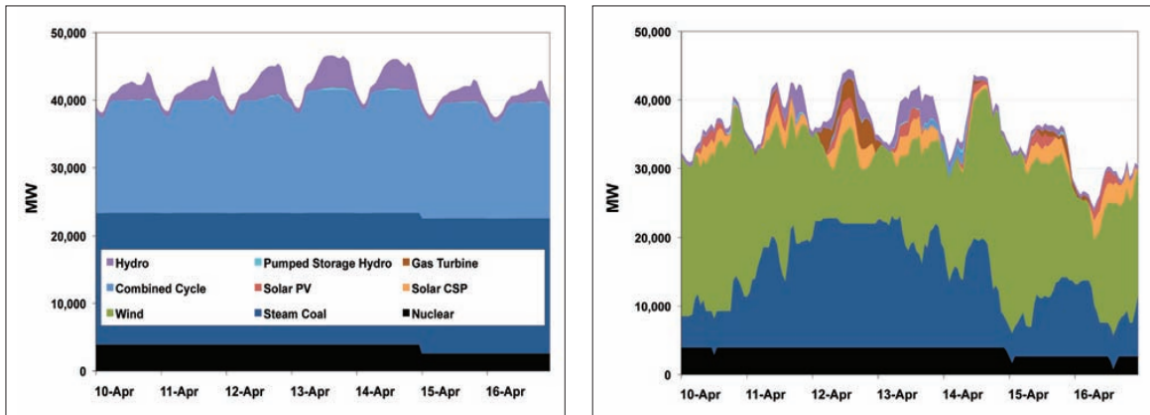 50,000
40,000
30,000
20,000
10,000
0
MW
Hydro
Pumped Storage Hydro
Gas Turbine
Combined Cycle
Solar PV
Solar CSP
Wind
Steam Coal
Nuclear
10-Apr 11-Apr 12-Apr 13-Apr 14-Apr 15-Apr 16-Apr
50,000
40,000
30,000
20,000
10,000
0
MW
10-Apr 11-Apr 12-Apr 13-Apr 14-Apr 15-Apr 16-Apr